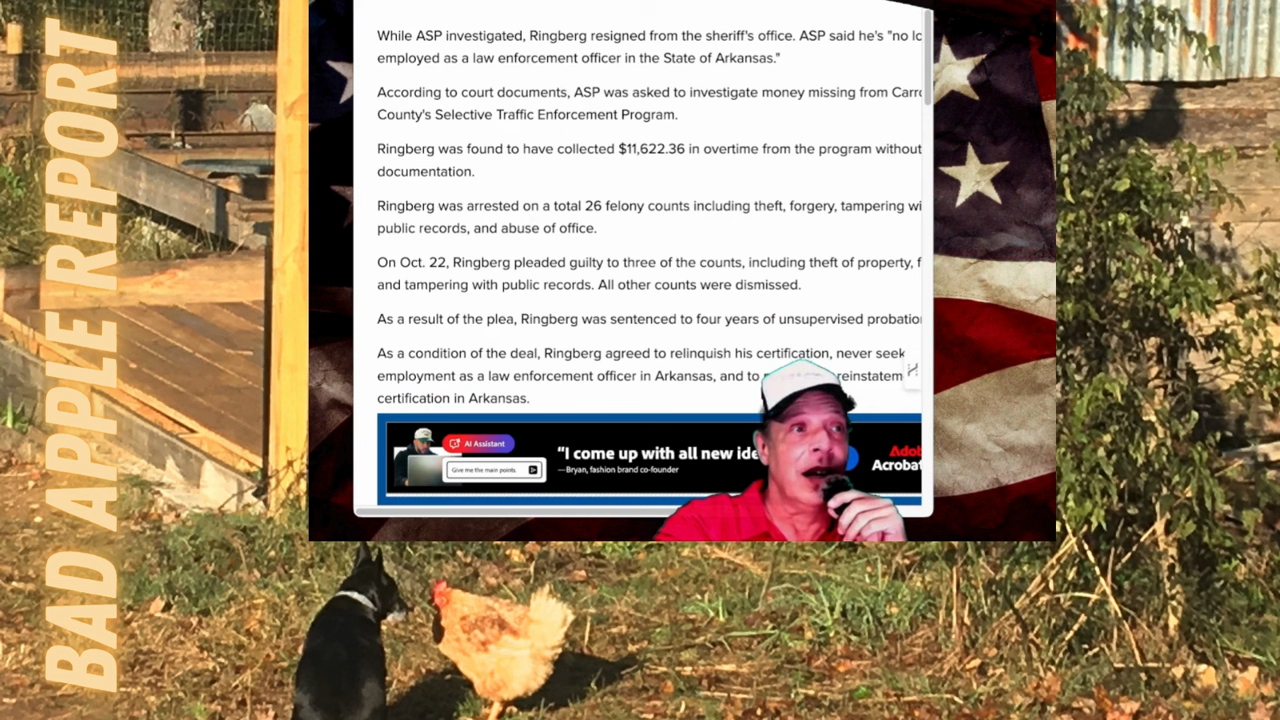 BAD APPLE REPORT
While ASP investigated, Ringberg resigned from the sheriff's office. ASP said he's "no
employed as a law enforcement officer in the State of Arkansas."
According to court documents, ASP was asked to investigate money missing from
County's Selective Traffic Enforcement Program.
Ringberg was found to have collected $11,622.36 in overtime from the program without
documentation.
Ringberg was arrested on a total 26 felony counts including theft, forgery, tampering
public records, and abuse of office.
On Oct. 22, Ringberg pleaded guilty to three of the counts, including theft of property,
and tampering with public records. All other counts were dismissed.
As a result of the plea, Ringberg was sentenced to four years of unsupervised
As a condition of the deal, Ringberg agreed to relinquish his certification, never seek
employment as a law enforcement officer in Arkansas, and to
certification in Arkansas.
AI Assistant
Give me the main points.
"I come up with all new
—Bryan, fashion brand co-founder